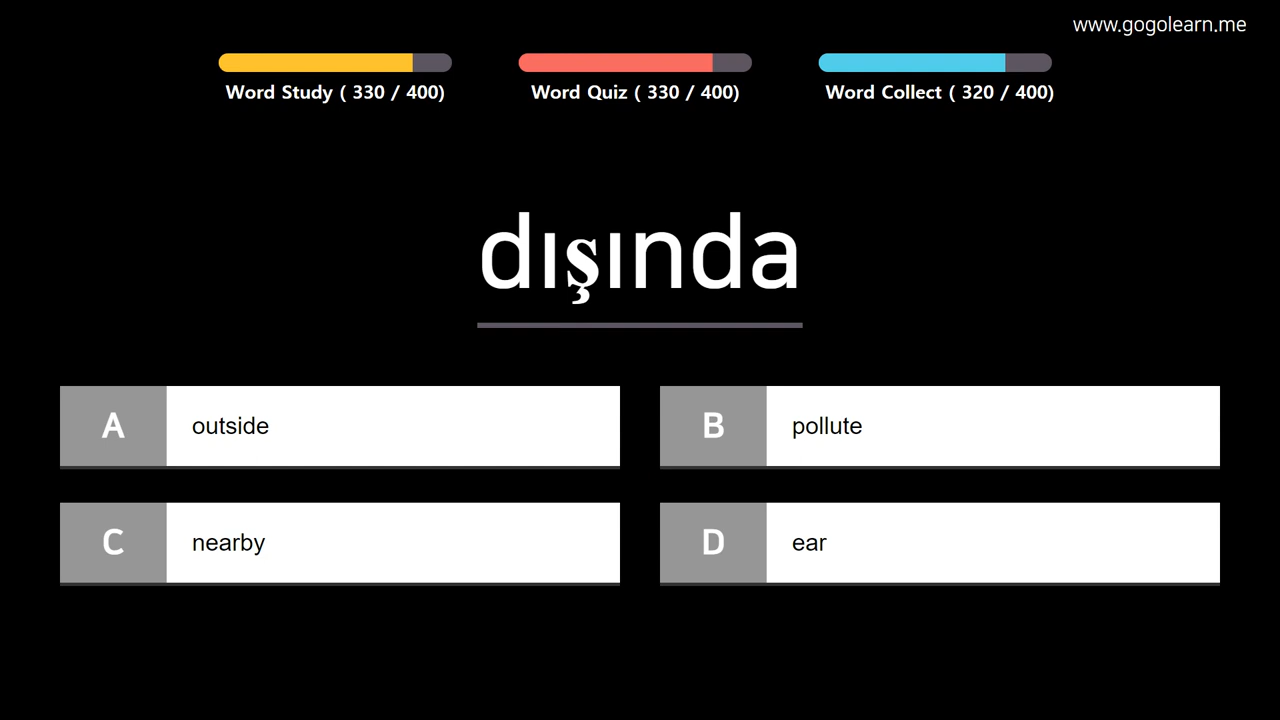 www.gogolearn.me
Word Study ( 330 / 400)
Word Quiz ( 330 / 400)
Word Collect ( 320 / 400)
dışında
A outside
B pollute
C nearby
D ear